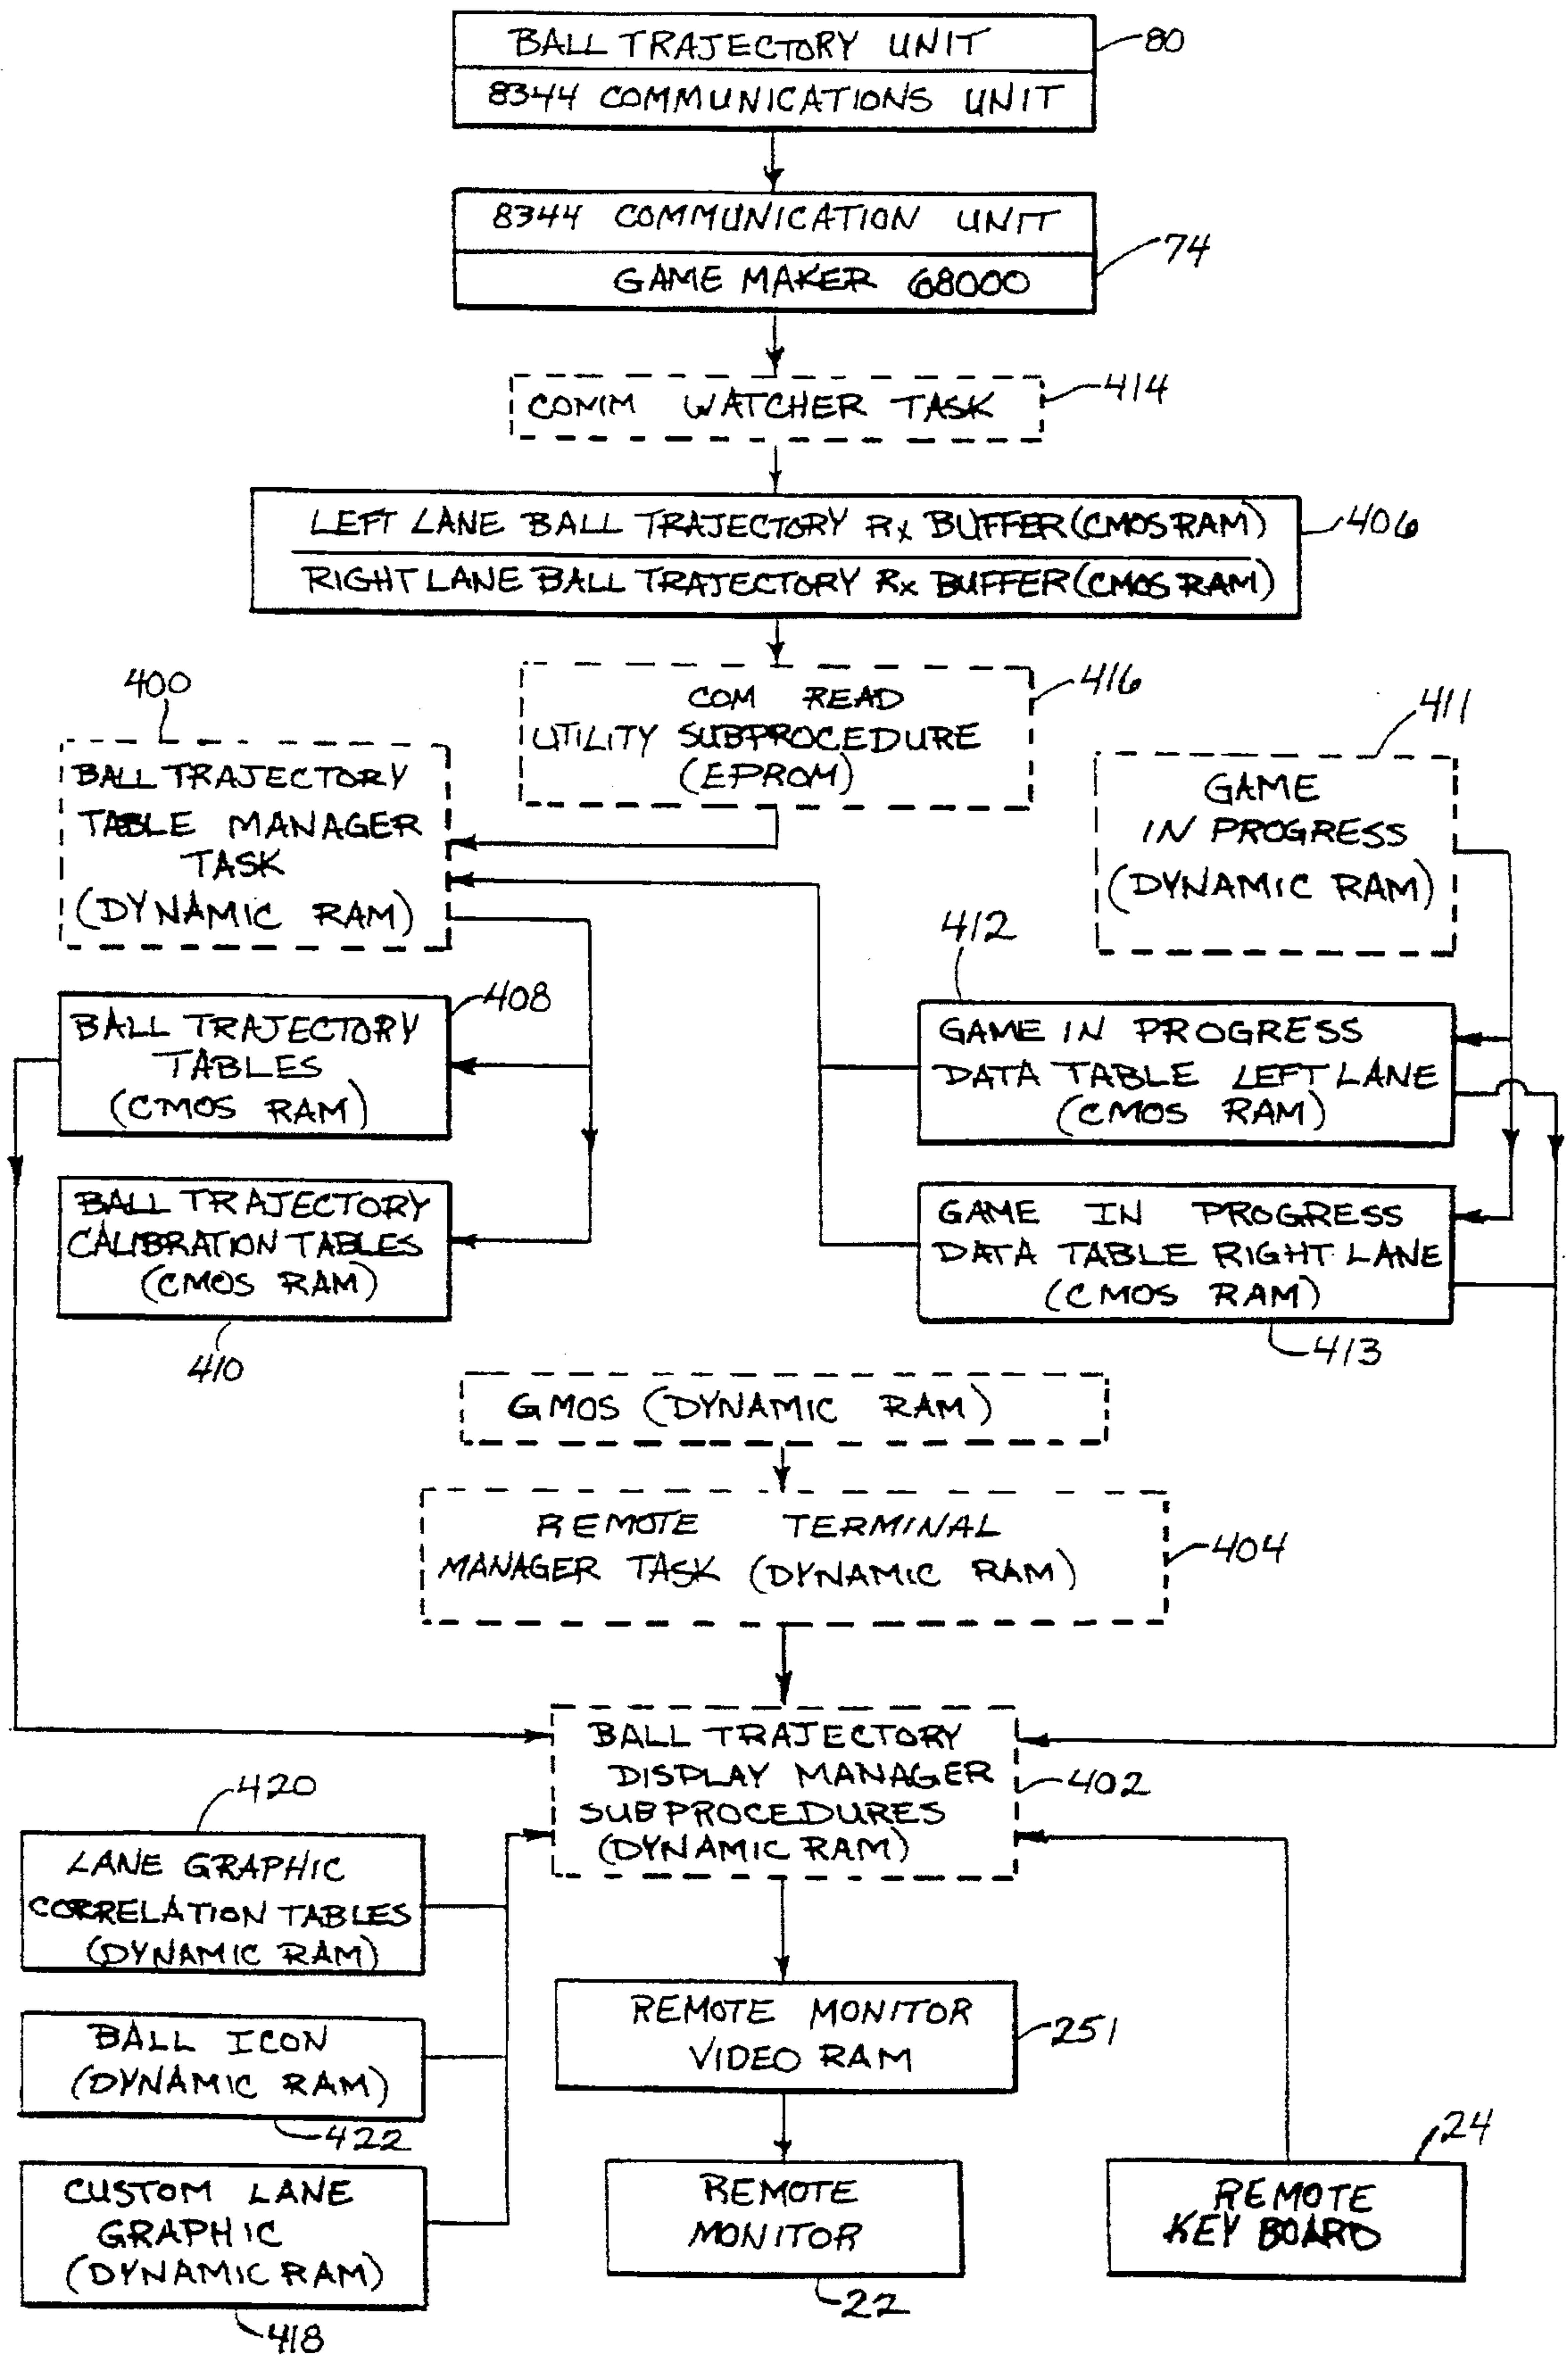 BALL TRAJECTORY UNIT
80
8344 COMMUNICATIONS UNIT
8344 COMMUNICATION UNIT
74
GAME MAKER 68000
COMM WATCHER TASK
414
LEFT LANE BALL TRAJECTORY Rx BUFFER (CMOS RAM)
406
RIGHT LANE BALL TRAJECTORY Rx BUFFER (CMOS RAM)
400
BALL TRAJECTORY
TABLE MANAGER
TASK
(DYNAMIC RAM)
COM READ
UTILITY SUBPROCEDURE
(EPROM)
416
411
GAME
IN PROGRESS
(DYNAMIC RAM)
408
BALL TRAJECTORY
TABLES
(CMOS RAM)
412
GAME IN PROGRESS
DATA TABLE LEFT LANE
(CMOS RAM)
BALL TRAJECTORY
CALIBRATION TABLES
(CMOS RAM)
410
GAME IN PROGRESS
DATA TABLE RIGHT LANE
(CMOS RAM)
413
GMOS (DYNAMIC RAM)
REMOTE TERMINAL
MANAGER TASK (DYNAMIC RAM)
404
BALL TRAJECTORY
DISPLAY MANAGER
SUBPROCEDURES
(DYNAMIC RAM)
402
420
LANE GRAPHIC
CORRELATION TABLES
(DYNAMIC RAM)
BALL ICON
(DYNAMIC RAM)
422
REMOTE MONITOR
VIDEO RAM
251
CUSTOM LANE
GRAPHIC
(DYNAMIC RAM)
418
REMOTE
MONITOR
22
24
REMOTE
KEY BOARD